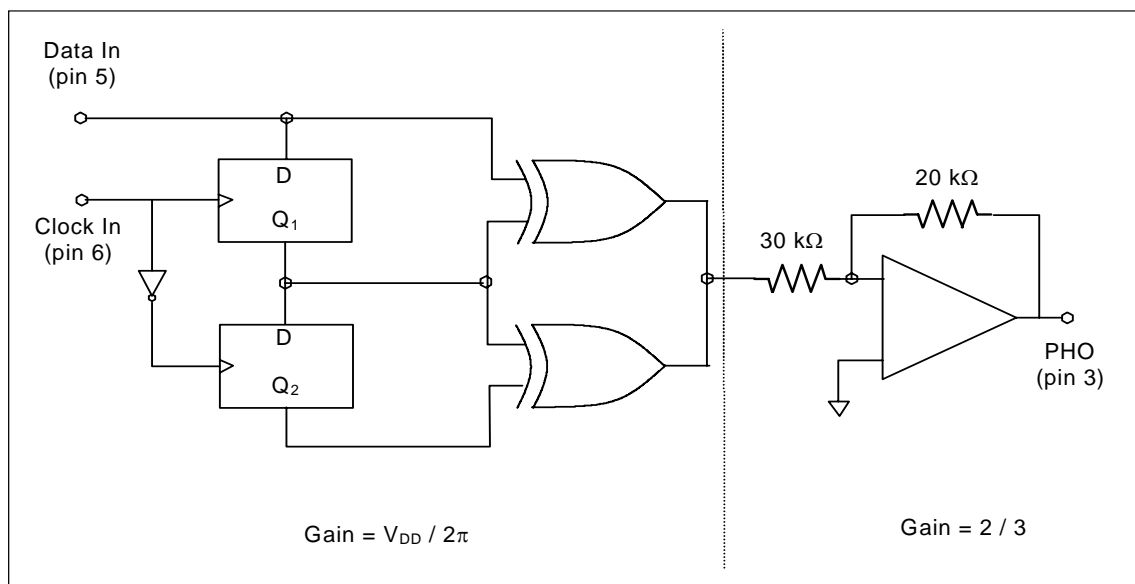 Data In
(pin 5)
D
Q₁
Clock In
(pin 6)
D
Q₂
30 kΩ
20 kΩ
PHO
(pin 3)
Gain = V_DD / 2π
Gain = 2 / 3